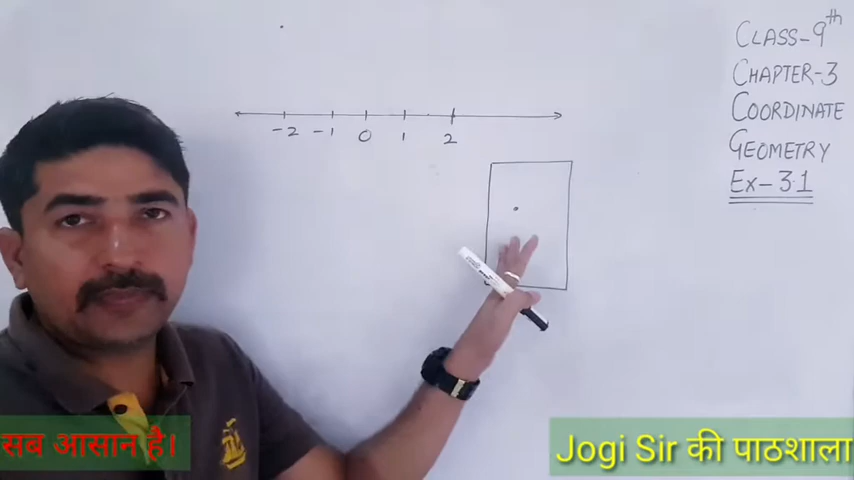 CLASS-9th
CHAPTER-3
COORDINATE
GEOMETRY
Ex-3.1
-2 -1 0 1 2
सब आसान है।
Jogi Sir की पाठशाला